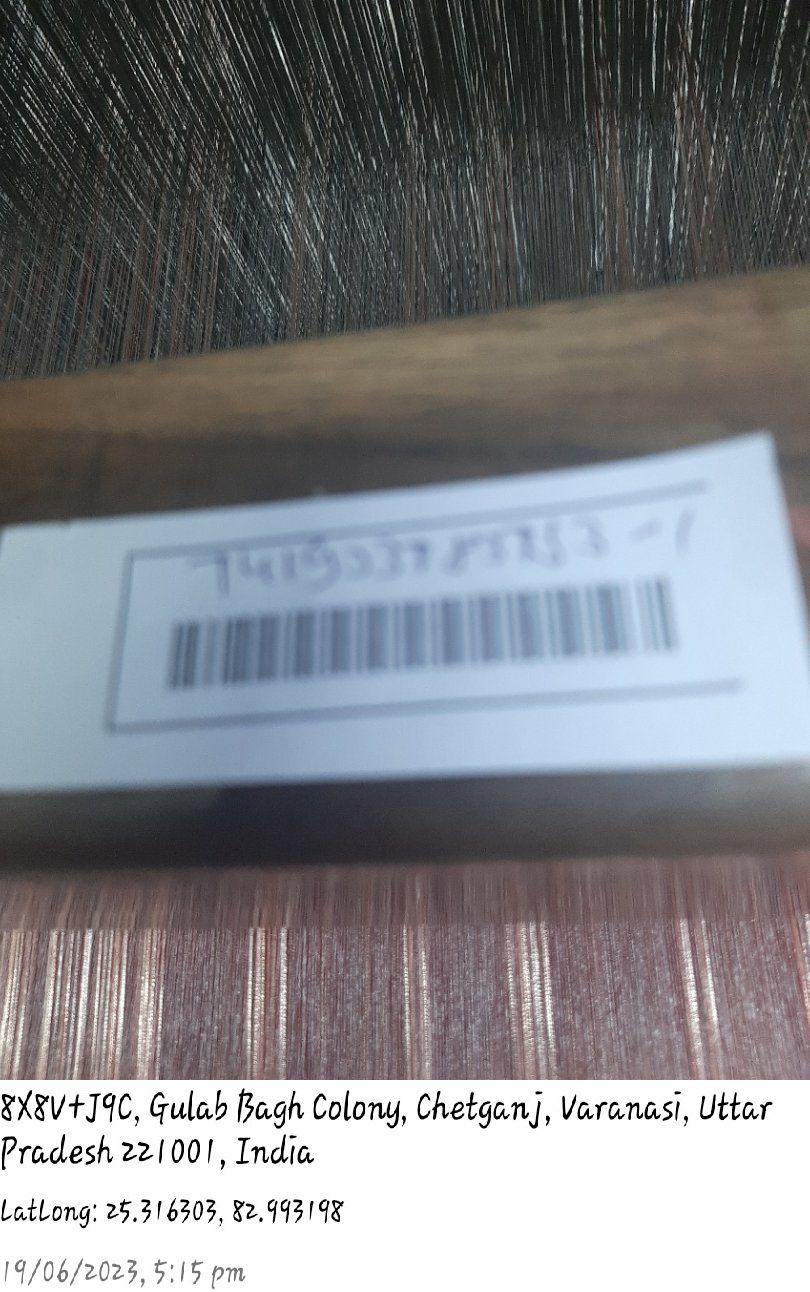 8X8V+J9C, Gulab Bagh Colony, Chetganj, Varanasi, Uttar
Pradesh 221001, India
LatLong: 25.316303, 82.993198
19/06/2023, 5:15 pm